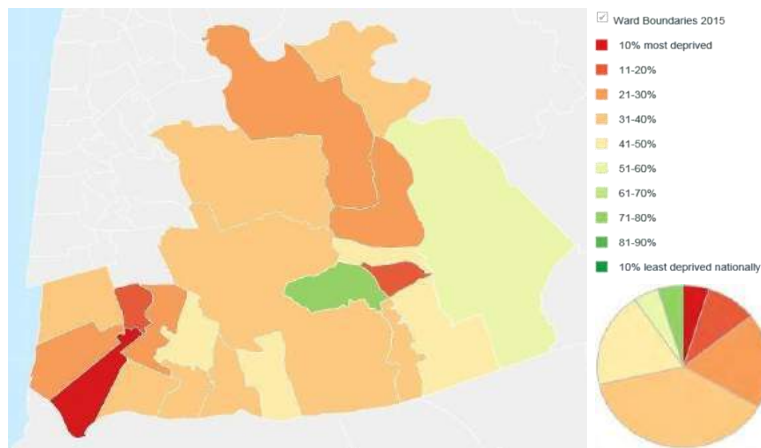 Ward Boundaries 2015
10% most deprived
11-20%
21-30%
31-40%
41-50%
51-60%
61-70%
71-80%
81-90%
10% least deprived nationally